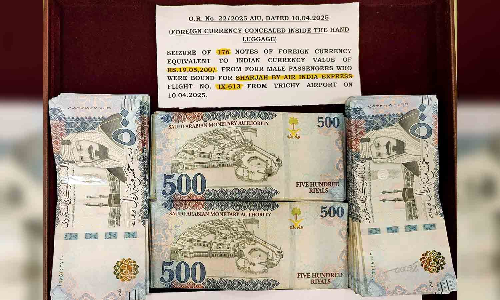 O.R. No. 22/2025 AIU, DATED 10.04.2025
(FOREIGN CURRENCY CONCEALED INSIDE THE HAND
LUGGAGE)
SEIZURE OF 178 NOTES OF FOREIGN CURRENCY
EQUIVALENT TO INDIAN CURRENCY VALUE OF
RS.19,05,200/- FROM FOUR MALE PASSENGERS WHO
WERE BOUND FOR SHARJAH BY AIR INDIA EXPRESS
FLIGHT NO. IX-613 FROM TRICHY AIRPORT ON
10.04.2025.
SAUDI ARABIAN MONETARY AUTHORITY
500
500
FIVE HUNDRED
RIYALS
SAUDI ARABIAN MONETARY AUTHORITY
500
500
FIVE HUNDRED
RIYALS